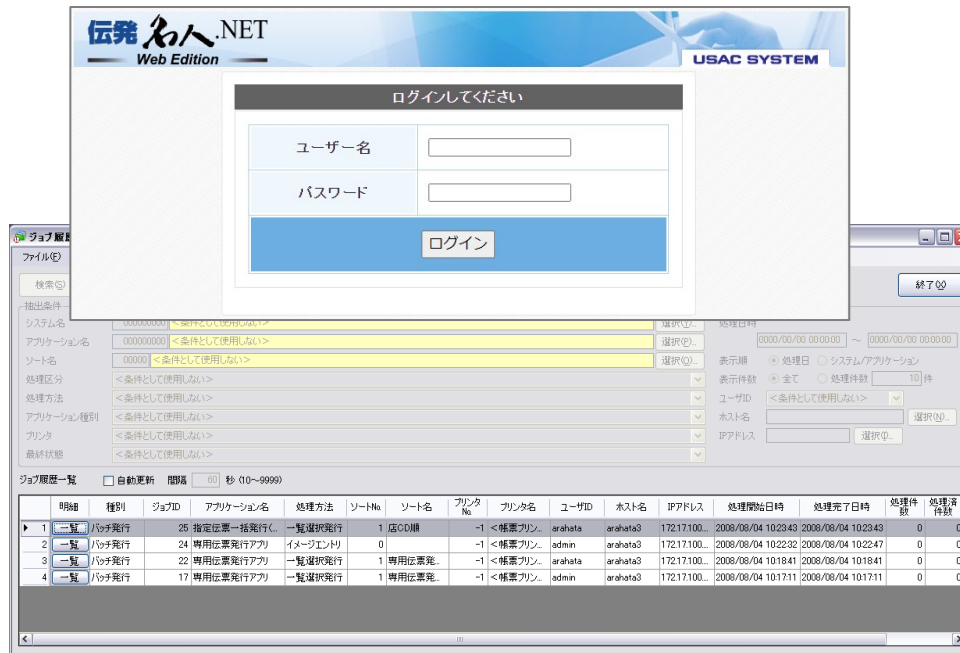 伝発名人.NET
Web Edition
USAC SYSTEM
ログインしてください
ユーザー名
パスワード
ログイン
ジョブ履歴
ファイル(F)
検索(S)
終了(X)
抽出条件
システム名 000000000 <条件として使用しない> 選択(Y)... 処理日時
アプリケーション名 000000000 <条件として使用しない> 選択(P)... 0000/00/00 00:00:00 ~ 0000/00/00 00:00:00
ソート名 00000 <条件として使用しない> 選択(O)... 表示順 処理日 システム/アプリケーション
処理区分 <条件として使用しない> 表示件数 全て 処理件数 10 件
処理方法 <条件として使用しない> ユーザID <条件として使用しない>
アプリケーション種別 <条件として使用しない> ホスト名 選択(N)...
プリンタ <条件として使用しない> IPアドレス 選択(I)...
最終状態 <条件として使用しない>
ジョブ履歴一覧 自動更新 間隔 60 秒 (10~9999)
明細 種別 ジョブID アプリケーション名 処理方法 ソートNo. ソート名 プリンタNo. プリンタ名 ユーザID ホスト名 IPアドレス 処理開始日時 処理完了日時 処理件数 処理済件数
1 一覧 バッチ発行 25 指定伝票一括発行(... 一覧選択発行 1 店CD順 -1 <帳票プリン... arahata arahata3 172.17.100... 2008/08/04 10:23:43 2008/08/04 10:23:43 0 0
2 一覧 バッチ発行 24 専用伝票発行アプリ イメージエントリ 0 -1 <帳票プリン... admin arahata3 172.17.100... 2008/08/04 10:22:32 2008/08/04 10:22:47 0 0
3 一覧 バッチ発行 22 専用伝票発行アプリ 一覧選択発行 1 専用伝票発... -1 <帳票プリン... arahata arahata3 172.17.100... 2008/08/04 10:18:41 2008/08/04 10:18:41 0 0
4 一覧 バッチ発行 17 専用伝票発行アプリ 一覧選択発行 1 専用伝票発... -1 <帳票プリン... admin arahata3 172.17.100... 2008/08/04 10:17:11 2008/08/04 10:17:11 0 0